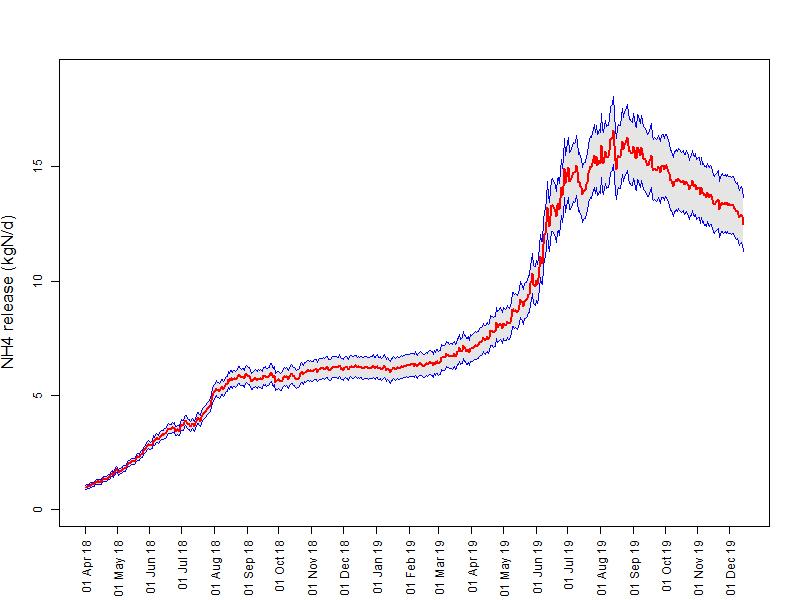 NH4 release (kgN/d)
15
10
5
0
01 Apr 18
01 May 18
01 Jun 18
01 Jul 18
01 Aug 18
01 Sep 18
01 Oct 18
01 Nov 18
01 Dec 18
01 Jan 19
01 Feb 19
01 Mar 19
01 Apr 19
01 May 19
01 Jun 19
01 Jul 19
01 Aug 19
01 Sep 19
01 Oct 19
01 Nov 19
01 Dec 19